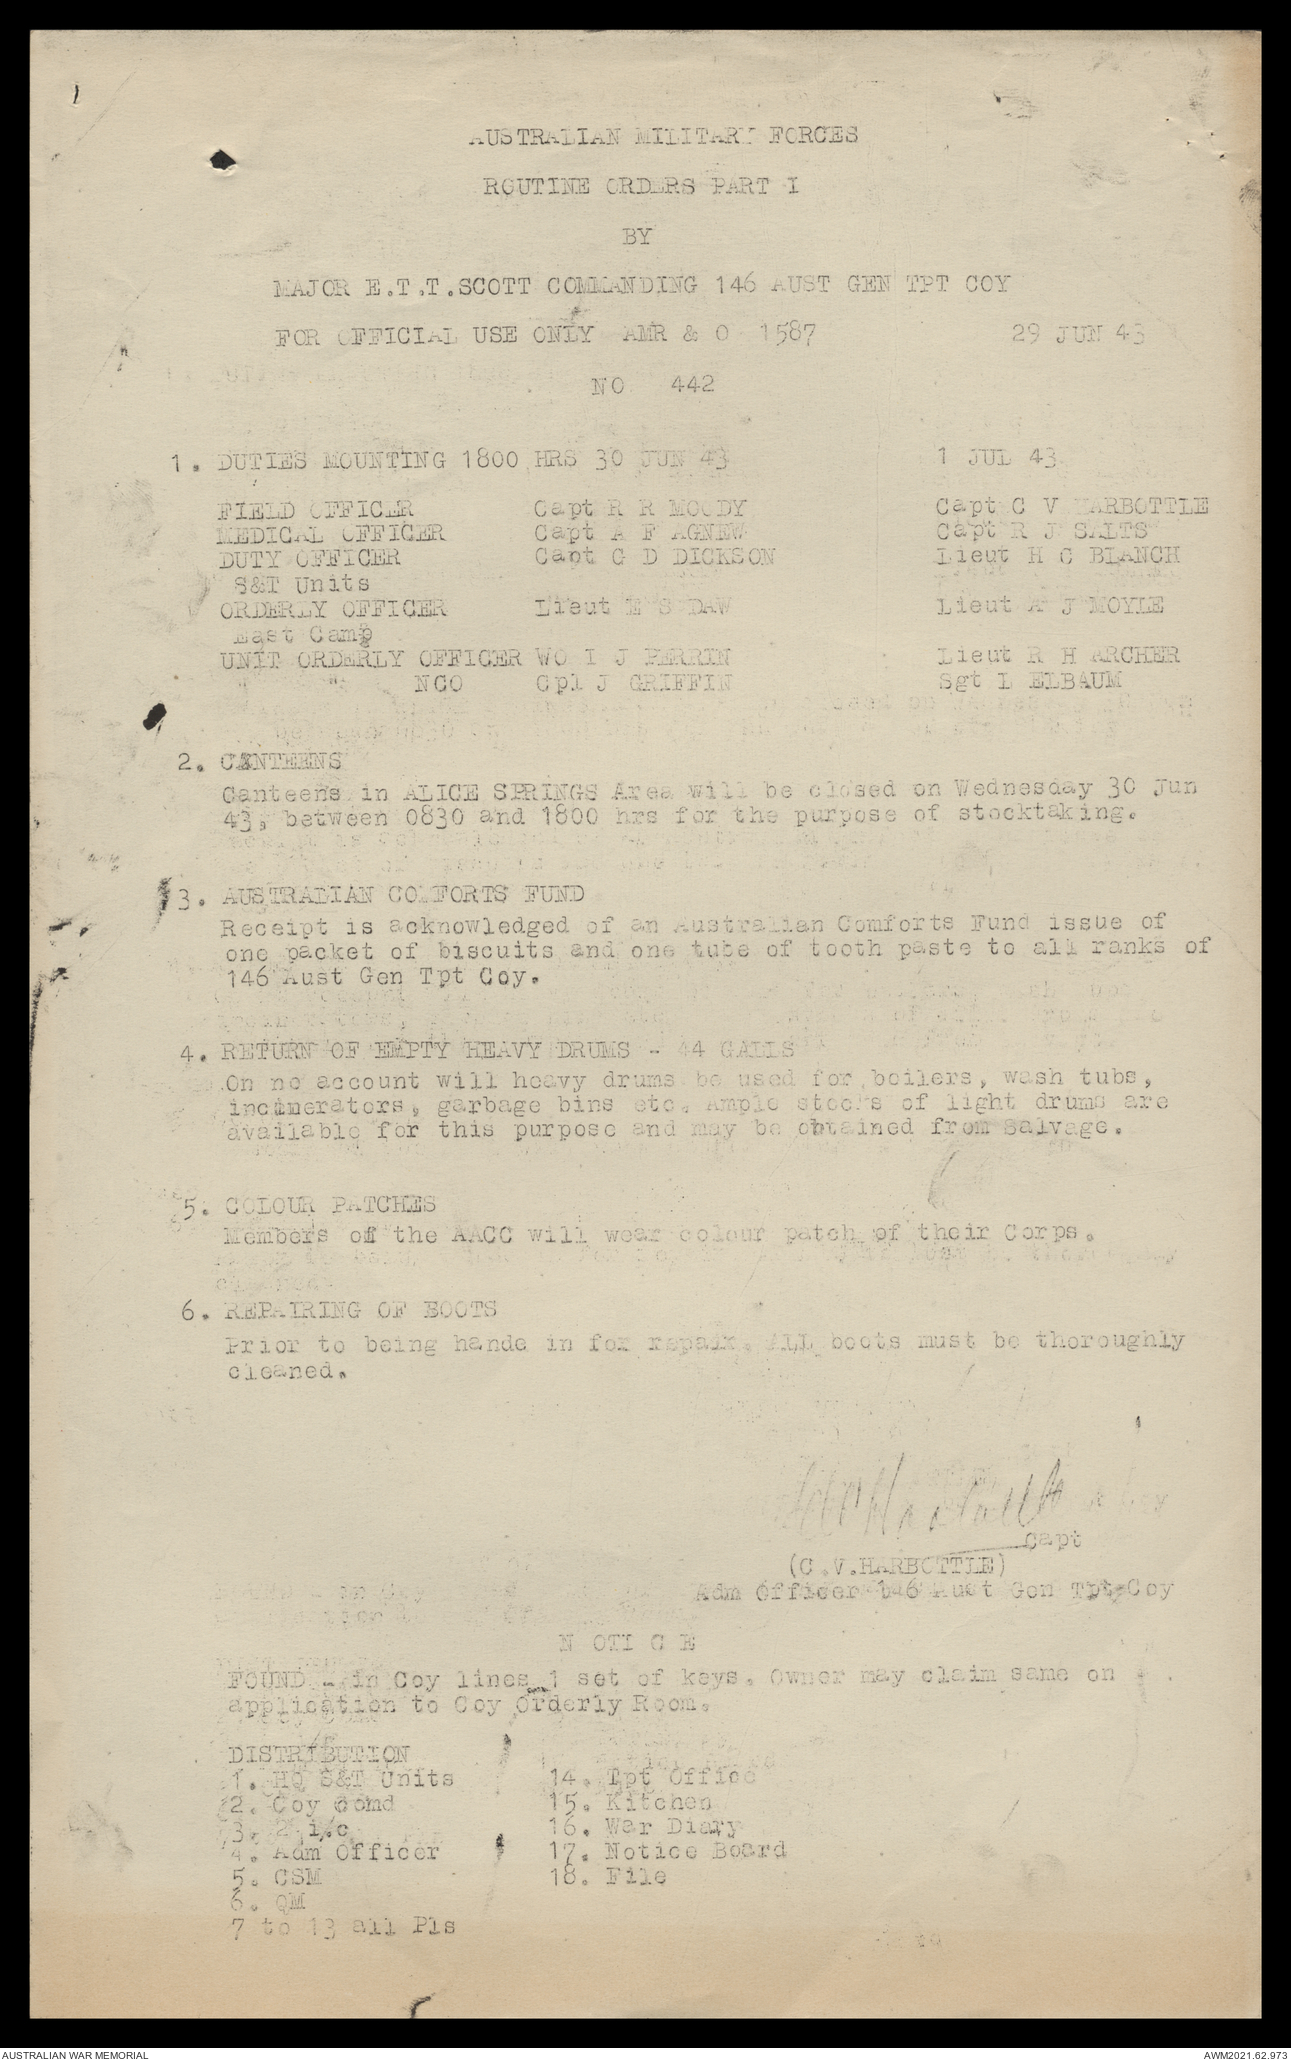 AUSTRALIAN MILITARY FORCES
ROUTINE ORDERS PART I
BY
MAJOR E.T.T.SCOTT COMMANDING 146 AUST GEN TPT COY
FOR OFFICIAL USE ONLY AMR & O 1587 29 JUN 43
NO 442
1. DUTIES MOUNTING 1800 HRS 30 JUN 43 1 JUL 43
FIELD OFFICER Capt R R MOODY Capt C V HARBOTTLE
MEDICAL OFFICER Capt A F AGNEW Capt R J SALTS
DUTY OFFICER Capt G D DICKSON Lieut H C BLANCH
S&T Units
ORDERLY OFFICER Lieut E S DAW Lieut A J MOYLE
East Camp
UNIT ORDERLY OFFICER WO I J PERRIN Lieut R H ARCHER
" " NCO Cpl J GRIFFIN Sgt L ELBAUM
2. CANTEENS
Canteens in ALICE SPRINGS Area will be closed on Wednesday 30 Jun
43, between 0830 and 1800 hrs for the purpose of stocktaking.
3. AUSTRALIAN COMFORTS FUND
Receipt is acknowledged of an Australian Comforts Fund issue of
one packet of biscuits and one tube of tooth paste to all ranks of
146 Aust Gen Tpt Coy.
4. RETURN OF EMPTY HEAVY DRUMS - 44 GALLS
On no account will heavy drums be used for boilers, wash tubs,
incinerators, garbage bins etc. Ample stocks of light drums are
available for this purpose and may be obtained from Salvage.
5. COLOUR PATCHES
Members of the AACC will wear colour patch of their Corps.
6. REPAIRING OF BOOTS
Prior to being hande in for repair. ALL boots must be thoroughly
cleaned.
Capt
(C.V.HARBOTTLE)
Adm Officer 146 Aust Gen Tpt Coy
N OTI C E
FOUND - in Coy lines 1 set of keys. Owner may claim same on
application to Coy Orderly Room.
DISTRIBUTION
1. HQ S&T Units 14. Tpt Office
2. Coy Comd 15. Kitchen
3. 2 i/c 16. War Diary
4. Adm Officer 17. Notice Board
5. CSM 18. File
6. QM
7 to 13 all Pls
AUSTRALIAN WAR MEMORIAL AWM2021.62.973